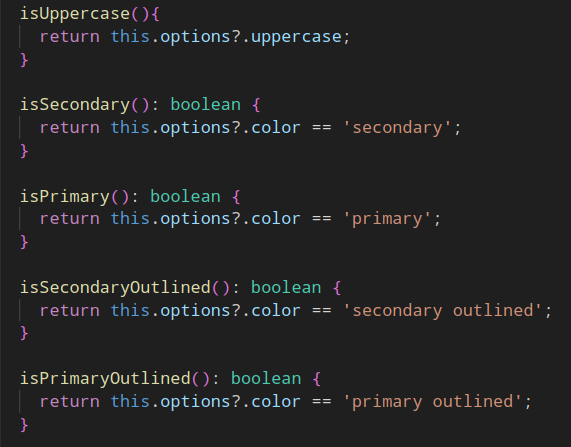 isUppercase(){
  return this.options?.uppercase;
}

isSecondary(): boolean {
  return this.options?.color == 'secondary';
}

isPrimary(): boolean {
  return this.options?.color == 'primary';
}

isSecondaryOutlined(): boolean {
  return this.options?.color == 'secondary outlined';
}

isPrimaryOutlined(): boolean {
  return this.options?.color == 'primary outlined';
}